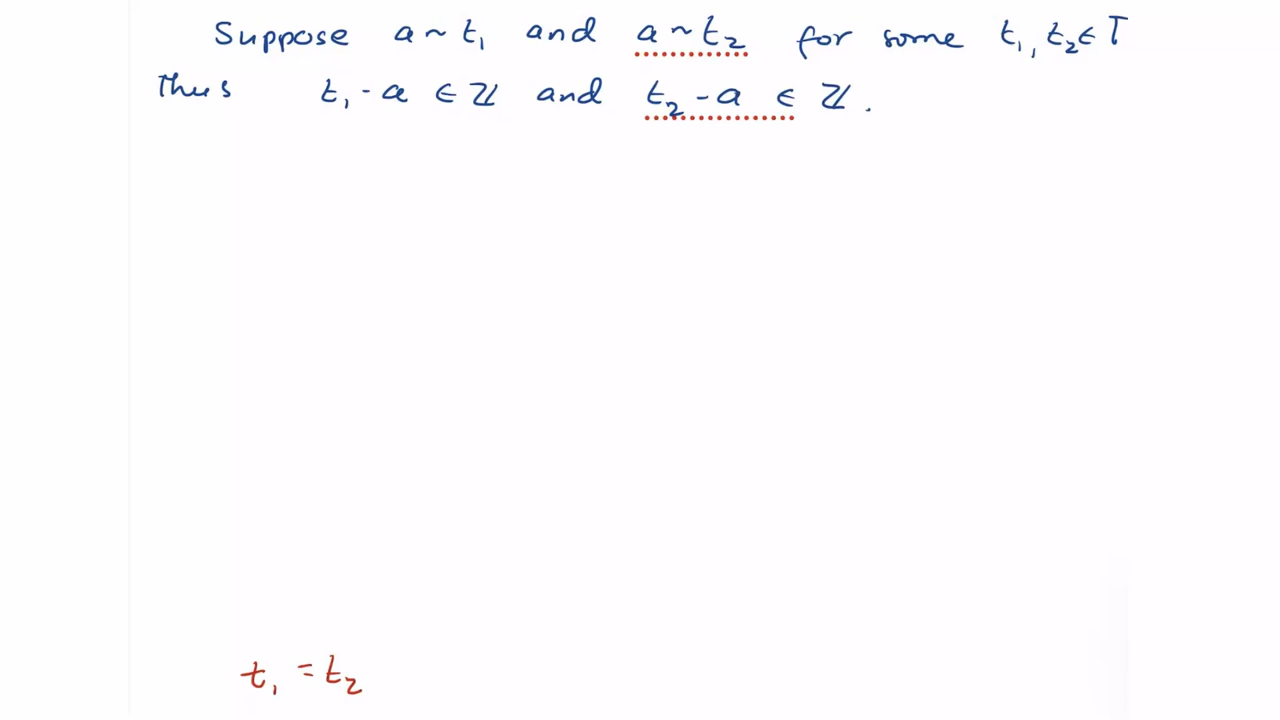 Suppose a ~ t₁ and a ~ t₂ for some t₁, t₂ ∈ T
Thus t₁ - a ∈ ℤ and t₂ - a ∈ ℤ.
t₁ = t₂